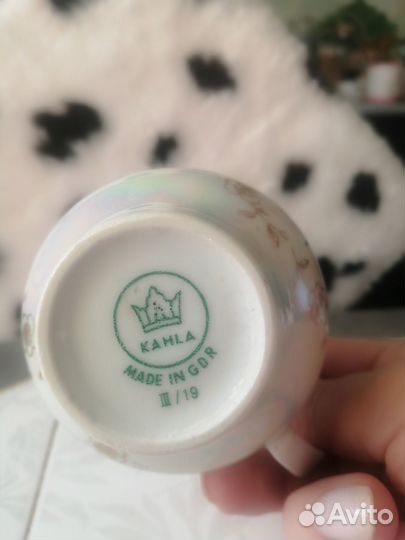 KAHLA
MADE IN GDR
III/19
Avito